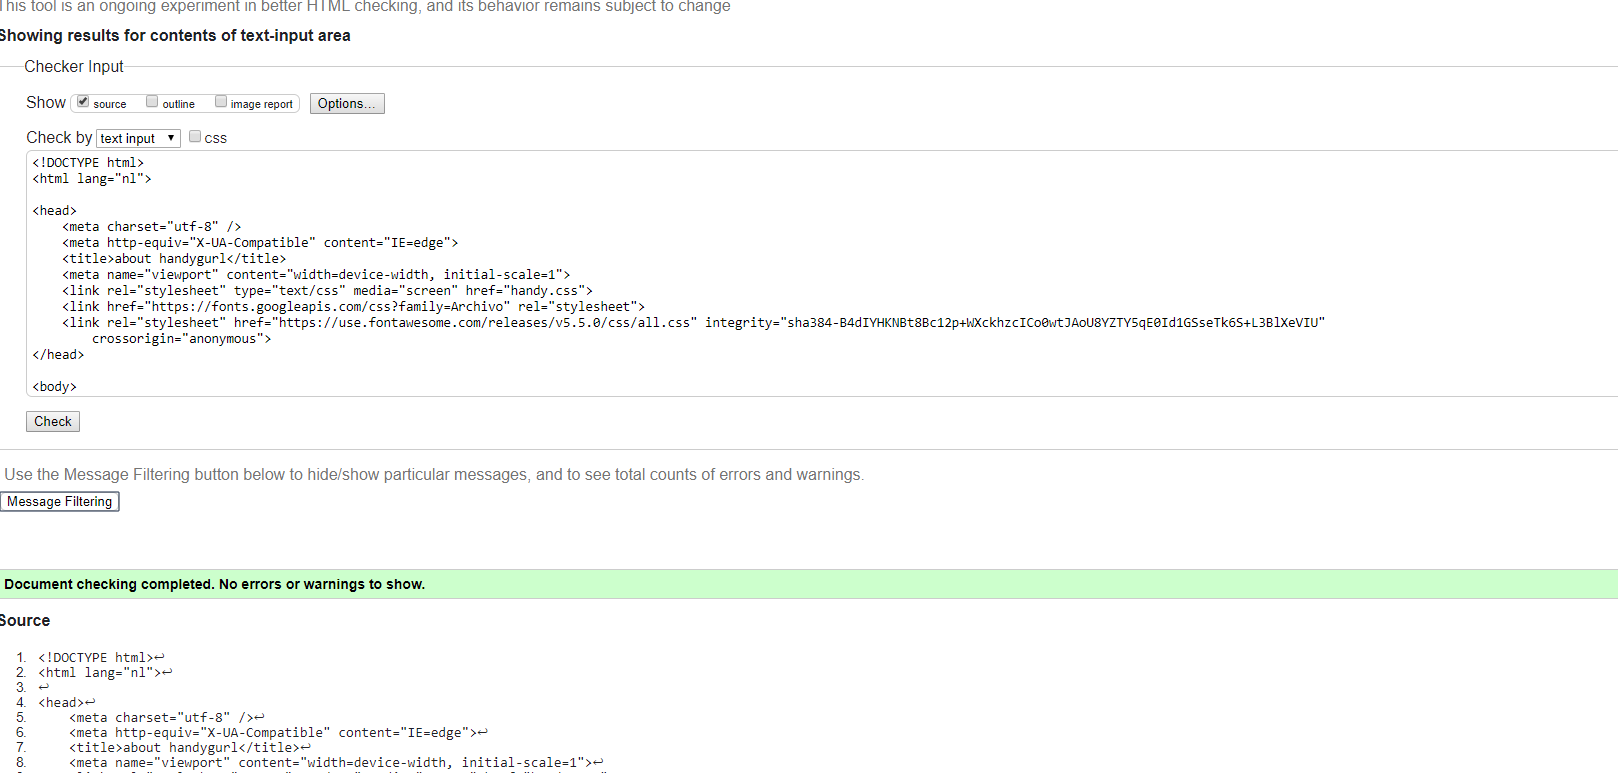 This tool is an ongoing experiment in better HTML checking, and its behavior remains subject to change
Showing results for contents of text-input area
Checker Input
Show source outline image report Options...
Check by text input css
<!DOCTYPE html>
<html lang="nl">
<head>
<meta charset="utf-8" />
<meta http-equiv="X-UA-Compatible" content="IE=edge">
<title>about handygurl</title>
<meta name="viewport" content="width=device-width, initial-scale=1">
<link rel="stylesheet" type="text/css" media="screen" href="handy.css">
<link href="https://fonts.googleapis.com/css?family=Archivo" rel="stylesheet">
<link rel="stylesheet" href="https://use.fontawesome.com/releases/v5.5.0/css/all.css" integrity="sha384-B4dIYHKNBt8Bc12p+WXckhzcICo0wtJAoU8YZTY5qE0Id1GSseTk6S+L3BlXeVIU"
crossorigin="anonymous">
</head>
<body>
Check
Use the Message Filtering button below to hide/show particular messages, and to see total counts of errors and warnings.
Message Filtering
Document checking completed. No errors or warnings to show.
Source
1. <!DOCTYPE html>↩
2. <html lang="nl">↩
3. ↩
4. <head>↩
5. <meta charset="utf-8" />↩
6. <meta http-equiv="X-UA-Compatible" content="IE=edge">↩
7. <title>about handygurl</title>↩
8. <meta name="viewport" content="width=device-width, initial-scale=1">↩